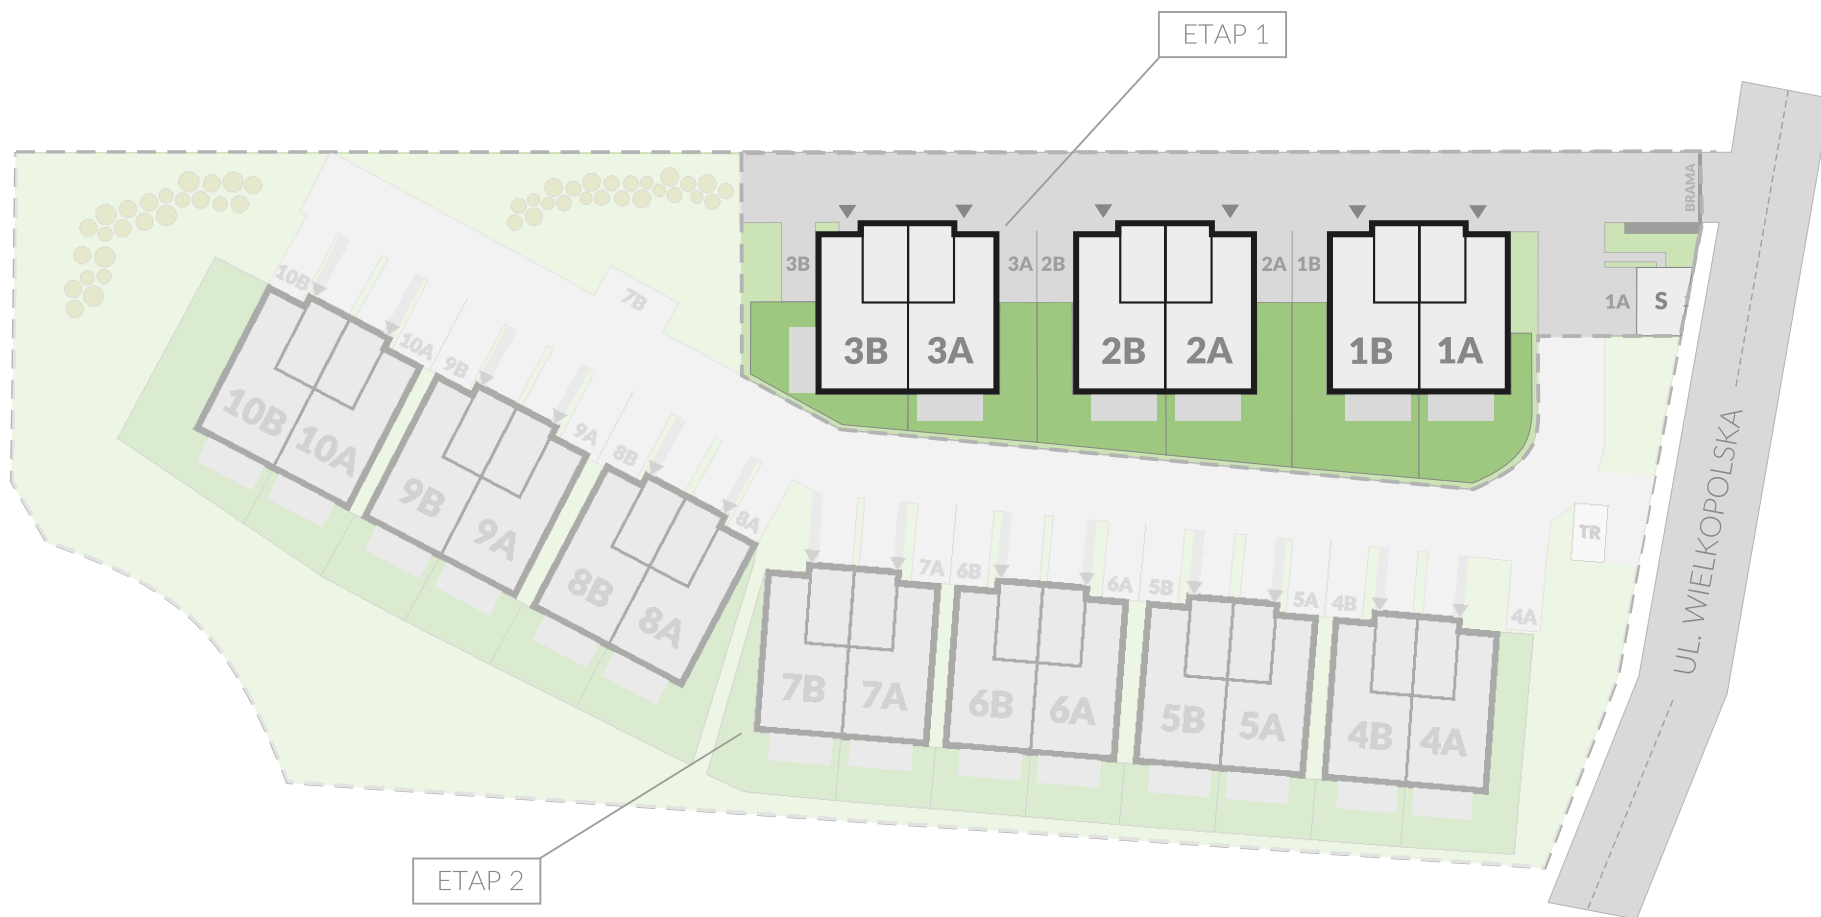 ETAP 1
BRAMA
3B
3A
2B
2A
1B
1A
S
3B
3A
2B
2A
1B
1A
10B
7B
10A
9B
9A
8B
8A
10B
10A
9B
9A
8B
8A
TR
7A
6B
6A
5B
5A
4B
4A
7B
7A
6B
6A
5B
5A
4B
4A
UL. WIELKOPOLSKA
ETAP 2